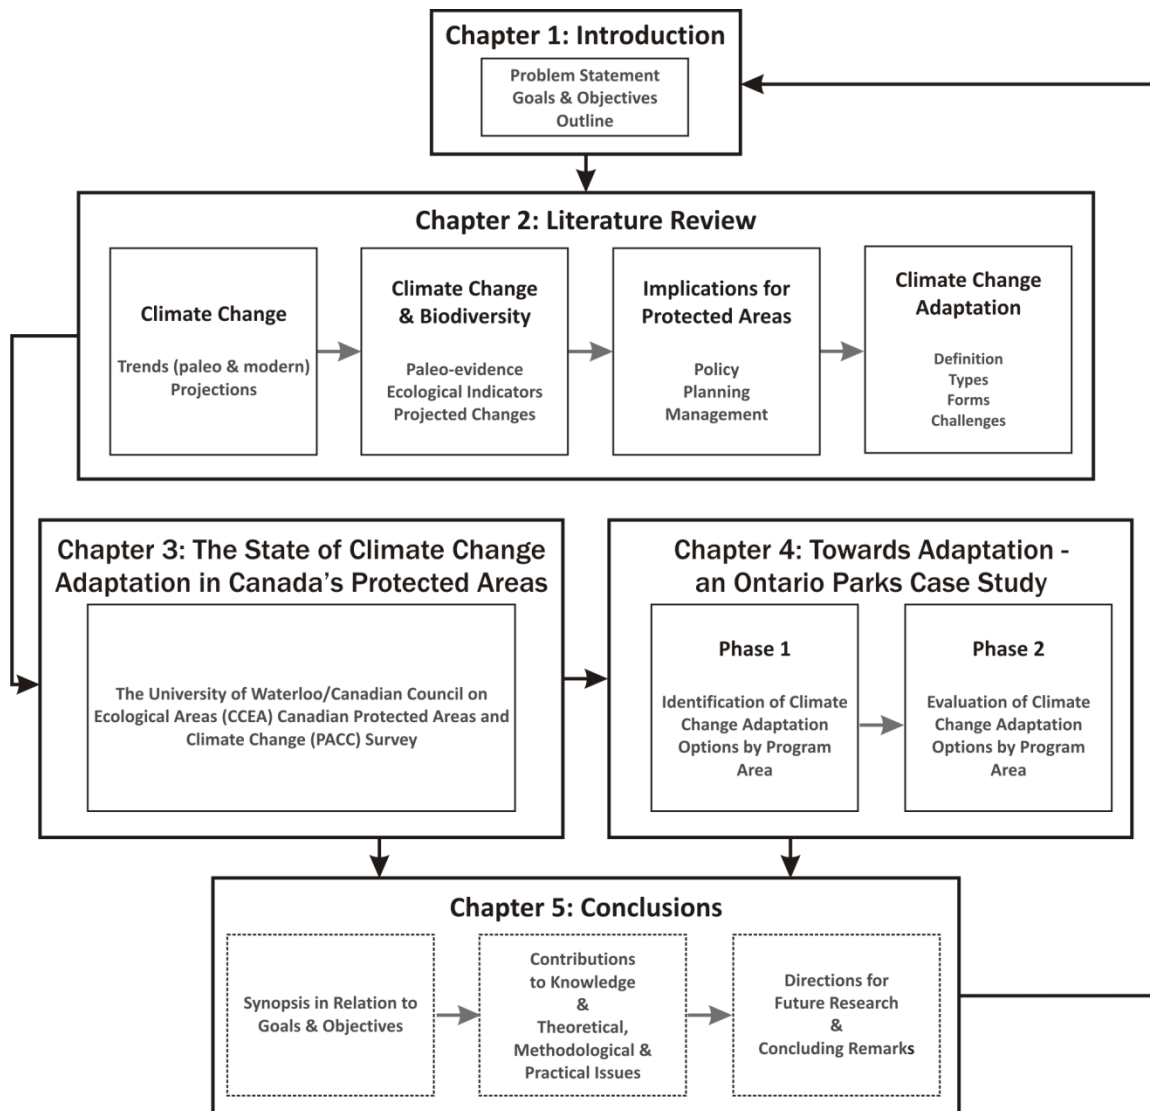 Chapter 1: Introduction
Problem Statement
Goals & Objectives
Outline
Chapter 2: Literature Review
Climate Change
Trends (paleo & modern)
Projections
Climate Change
& Biodiversity
Paleo-evidence
Ecological Indicators
Projected Changes
Implications for
Protected Areas
Policy
Planning
Management
Climate Change
Adaptation
Definition
Types
Forms
Challenges
Chapter 3: The State of Climate Change
Adaptation in Canada's Protected Areas
The University of Waterloo/Canadian Council on
Ecological Areas (CCEA) Canadian Protected Areas and
Climate Change (PACC) Survey
Chapter 4: Towards Adaptation -
an Ontario Parks Case Study
Phase 1
Identification of Climate
Change Adaptation
Options by Program
Area
Phase 2
Evaluation of Climate
Change Adaptation
Options by Program
Area
Chapter 5: Conclusions
Synopsis in Relation to
Goals & Objectives
Contributions
to Knowledge
&
Theoretical,
Methodological &
Practical Issues
Directions for
Future Research
&
Concluding Remarks